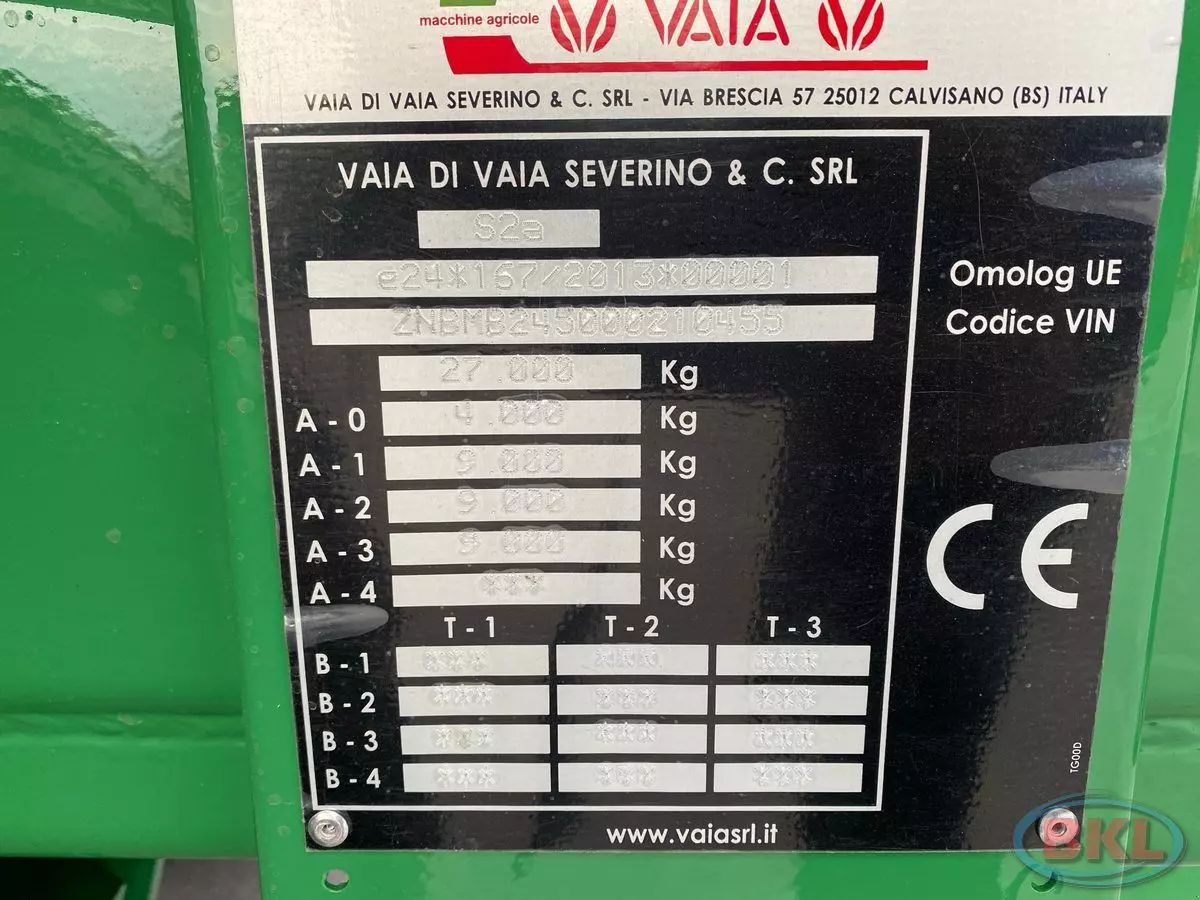 macchine agricole
VAIA
VAIA DI VAIA SEVERINO & C. SRL - VIA BRESCIA 57 25012 CALVISANO (BS) ITALY
VAIA DI VAIA SEVERINO & C. SRL
S2a
e24*167/2013*00001 Omolog UE
ZNBMB245000210455 Codice VIN
27.000 Kg
A - 0 4.000 Kg
A - 1 9.000 Kg
A - 2 9.000 Kg
A - 3 9.000 Kg
A - 4 *** Kg
CE
T - 1 T - 2 T - 3
B - 1 *** *** ***
B - 2 *** *** ***
B - 3 *** *** ***
B - 4 *** *** ***
TG00D
www.vaiasrl.it
BKL